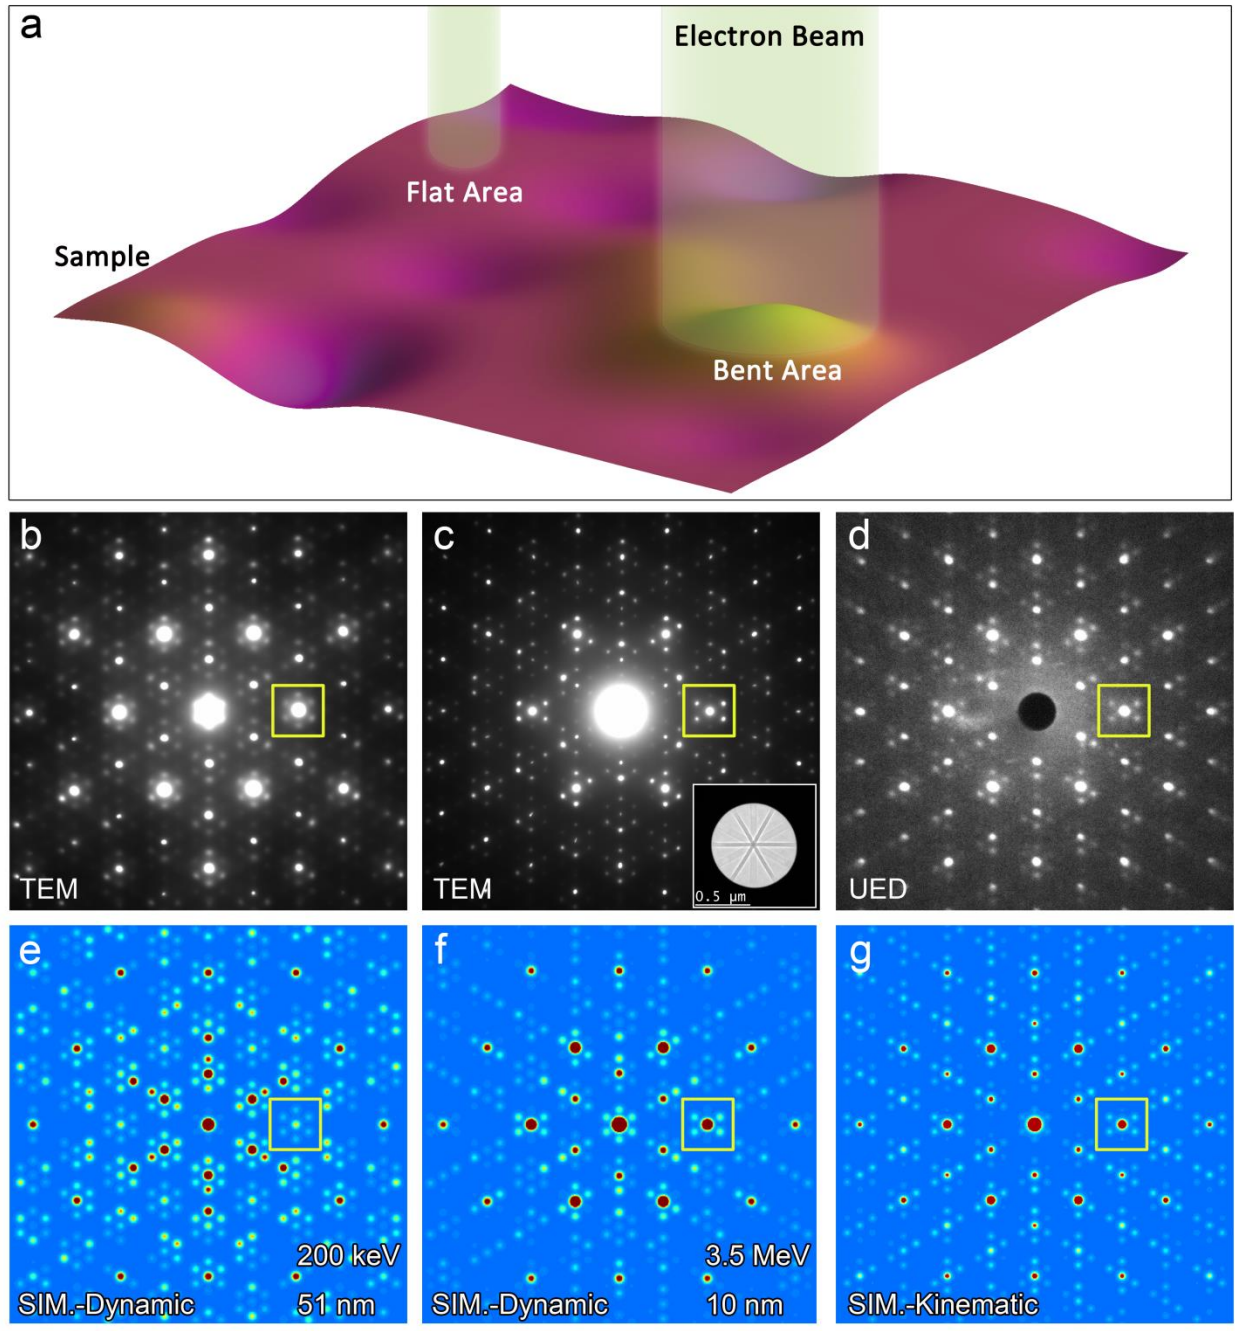 a
Electron Beam
Flat Area
Sample
Bent Area
b
c
d
TEM
TEM
0.5 µm
UED
e
f
g
200 keV
3.5 MeV
SIM.-Dynamic
51 nm
SIM.-Dynamic
10 nm
SIM.-Kinematic